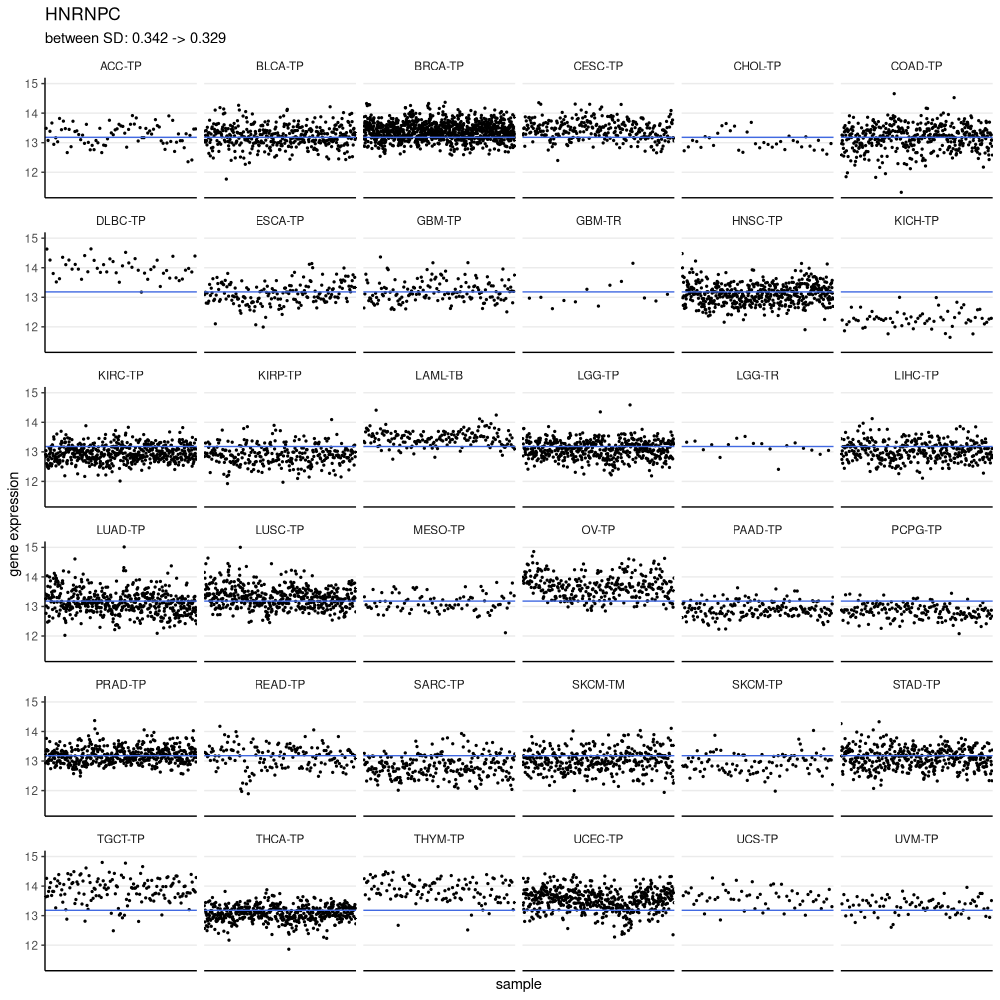 HNRNPC
between SD: 0.342 -> 0.329
ACC-TP BLCA-TP BRCA-TP CESC-TP CHOL-TP COAD-TP
15
14
13
12
DLBC-TP ESCA-TP GBM-TP GBM-TR HNSC-TP KICH-TP
15
14
13
12
KIRC-TP KIRP-TP LAML-TB LGG-TP LGG-TR LIHC-TP
15
14
13
12
gene expression
LUAD-TP LUSC-TP MESO-TP OV-TP PAAD-TP PCPG-TP
15
14
13
12
PRAD-TP READ-TP SARC-TP SKCM-TM SKCM-TP STAD-TP
15
14
13
12
TGCT-TP THCA-TP THYM-TP UCEC-TP UCS-TP UVM-TP
15
14
13
12
sample